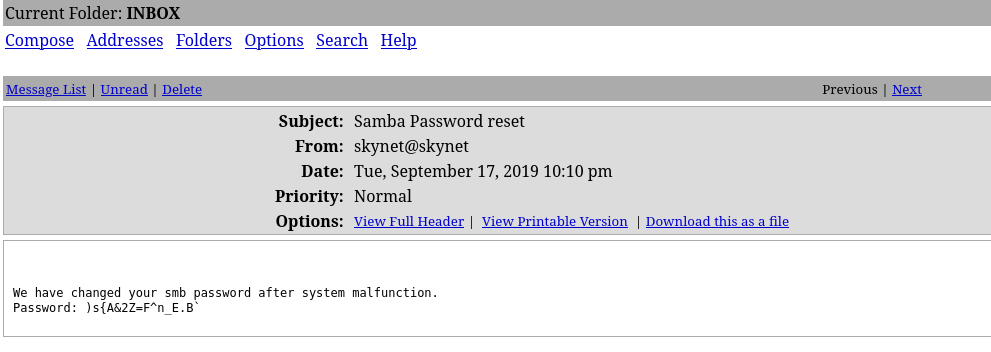 Current Folder: INBOX
Compose Addresses Folders Options Search Help
Message List | Unread | Delete Previous | Next
Subject: Samba Password reset
From: skynet@skynet
Date: Tue, September 17, 2019 10:10 pm
Priority: Normal
Options: View Full Header | View Printable Version | Download this as a file
We have changed your smb password after system malfunction.
Password: )s{A&2Z=F^n_E.B`